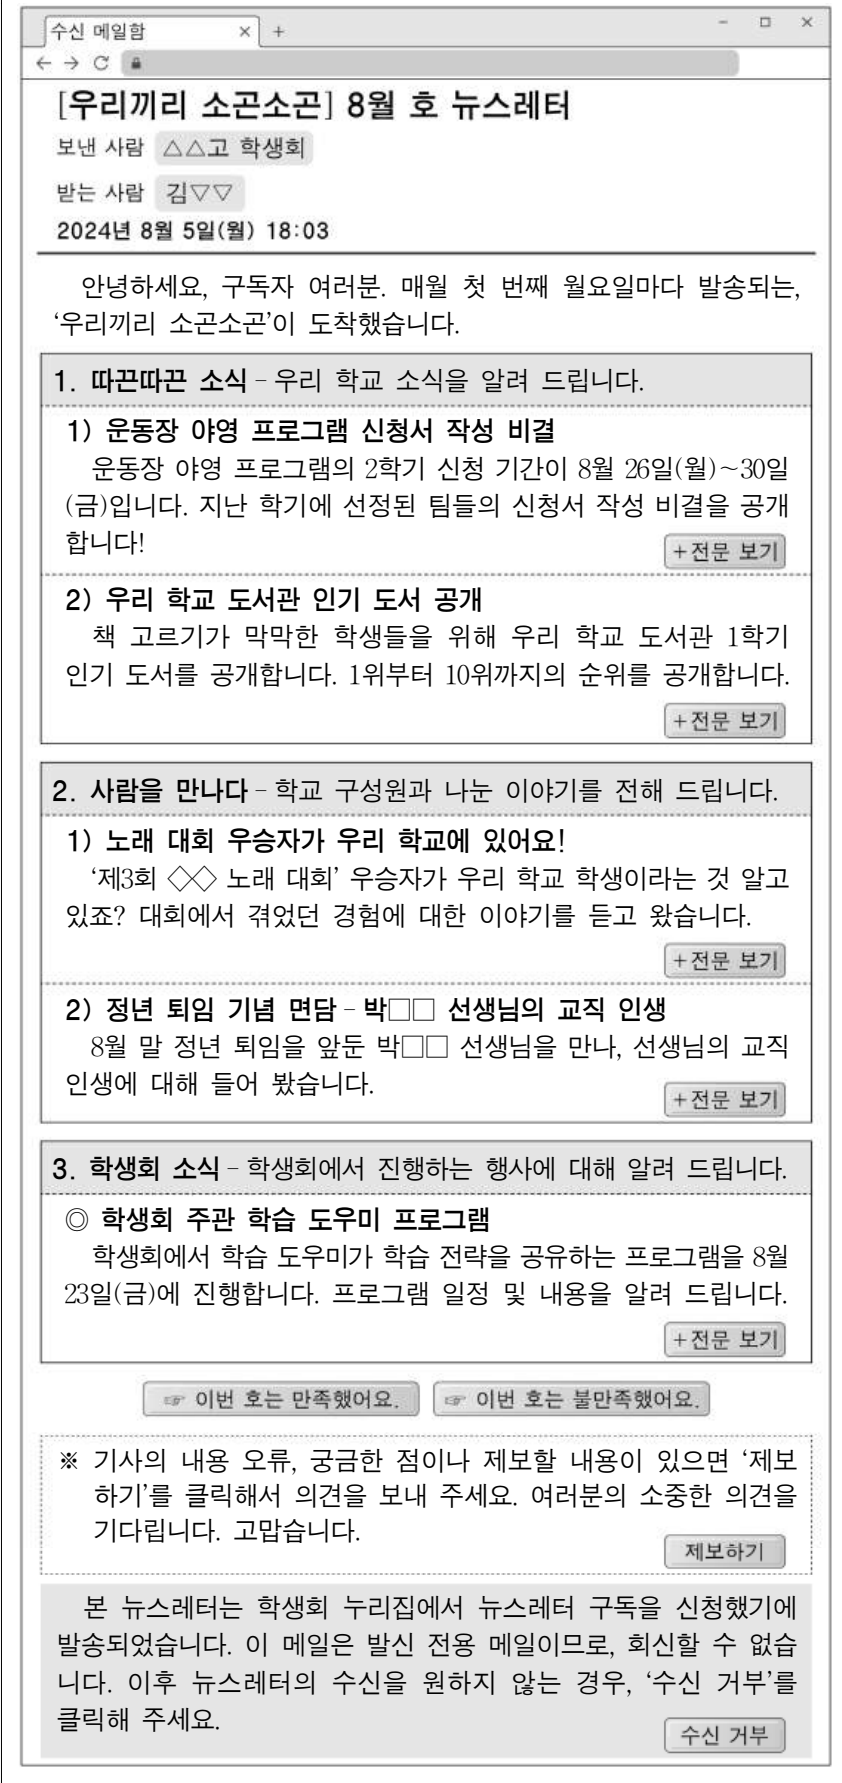 수신 메일함 × +
[우리끼리 소곤소곤] 8월 호 뉴스레터
보낸 사람 △△고 학생회
받는 사람 김▽▽
2024년 8월 5일(월) 18:03
안녕하세요, 구독자 여러분. 매월 첫 번째 월요일마다 발송되는,
‘우리끼리 소곤소곤’이 도착했습니다.
1. 따끈따끈 소식 – 우리 학교 소식을 알려 드립니다.
1) 운동장 야영 프로그램 신청서 작성 비결
운동장 야영 프로그램의 2학기 신청 기간이 8월 26일(월)~30일
(금)입니다. 지난 학기에 선정된 팀들의 신청서 작성 비결을 공개
합니다!
+전문 보기
2) 우리 학교 도서관 인기 도서 공개
책 고르기가 막막한 학생들을 위해 우리 학교 도서관 1학기
인기 도서를 공개합니다. 1위부터 10위까지의 순위를 공개합니다.
+전문 보기
2. 사람을 만나다 – 학교 구성원과 나눈 이야기를 전해 드립니다.
1) 노래 대회 우승자가 우리 학교에 있어요!
‘제3회 ◇◇ 노래 대회’ 우승자가 우리 학교 학생이라는 것 알고
있죠? 대회에서 겪었던 경험에 대한 이야기를 듣고 왔습니다.
+전문 보기
2) 정년 퇴임 기념 면담 – 박□□ 선생님의 교직 인생
8월 말 정년 퇴임을 앞둔 박□□ 선생님을 만나, 선생님의 교직
인생에 대해 들어 봤습니다.
+전문 보기
3. 학생회 소식 – 학생회에서 진행하는 행사에 대해 알려 드립니다.
◎ 학생회 주관 학습 도우미 프로그램
학생회에서 학습 도우미가 학습 전략을 공유하는 프로그램을 8월
23일(금)에 진행합니다. 프로그램 일정 및 내용을 알려 드립니다.
+전문 보기
☞ 이번 호는 만족했어요. ☞ 이번 호는 불만족했어요.
※ 기사의 내용 오류, 궁금한 점이나 제보할 내용이 있으면 ‘제보
하기’를 클릭해서 의견을 보내 주세요. 여러분의 소중한 의견을
기다립니다. 고맙습니다.
제보하기
본 뉴스레터는 학생회 누리집에서 뉴스레터 구독을 신청했기에
발송되었습니다. 이 메일은 발신 전용 메일이므로, 회신할 수 없습
니다. 이후 뉴스레터의 수신을 원하지 않는 경우, ‘수신 거부’를
클릭해 주세요.
수신 거부